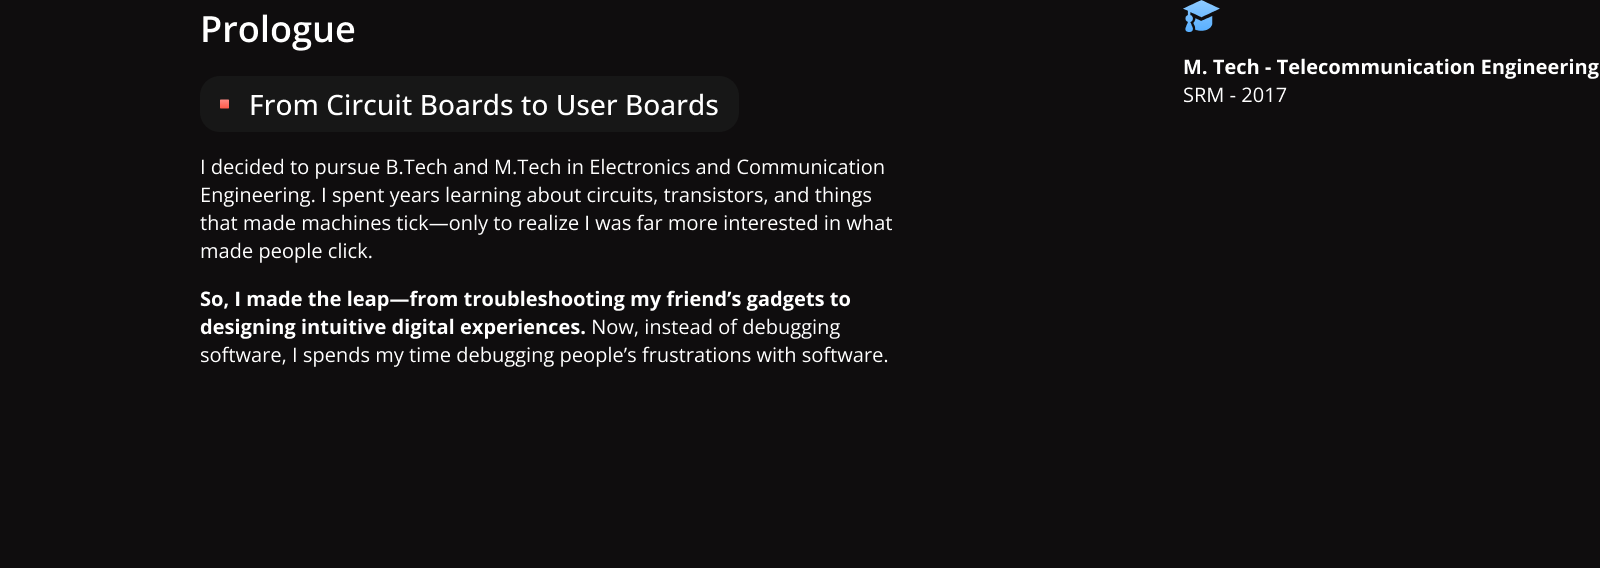 Prologue
From Circuit Boards to User Boards
I decided to pursue B.Tech and M.Tech in Electronics and Communication
Engineering. I spent years learning about circuits, transistors, and things
that made machines tick—only to realize I was far more interested in what
made people click.
So, I made the leap—from troubleshooting my friend’s gadgets to
designing intuitive digital experiences. Now, instead of debugging
software, I spends my time debugging people’s frustrations with software.
M. Tech - Telecommunication Engineering
SRM - 2017